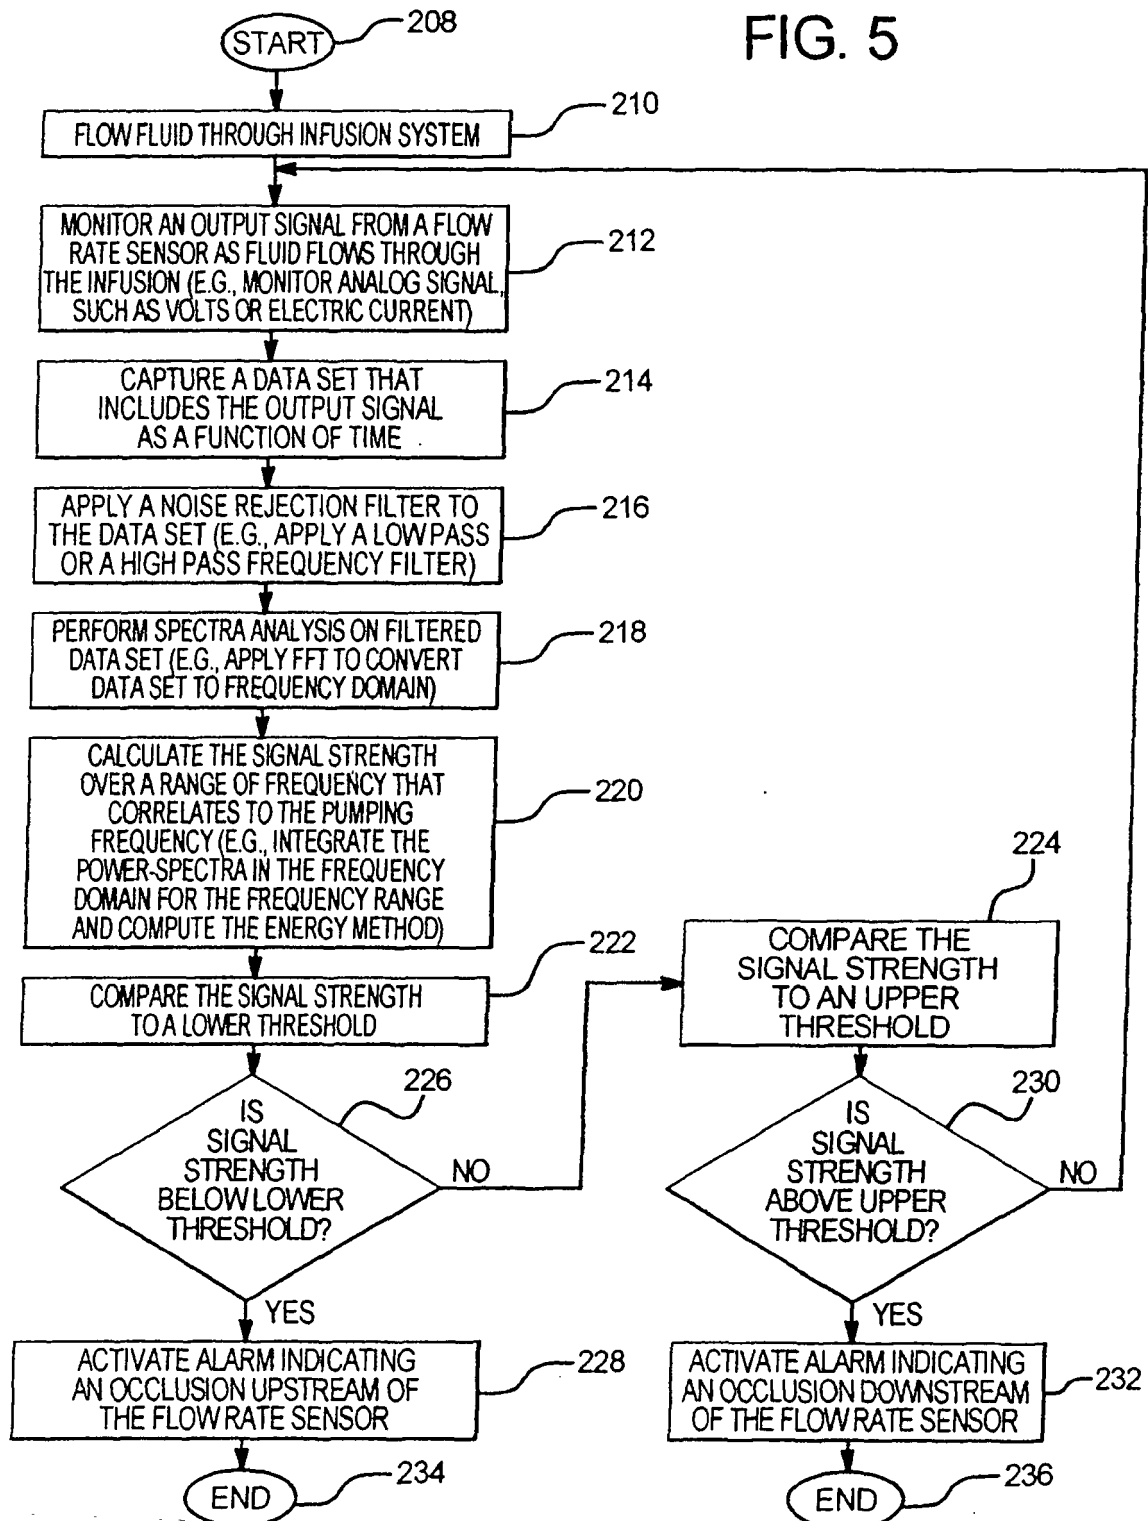 FIG. 5
START
208
FLOW FLUID THROUGH INFUSION SYSTEM
210
MONITOR AN OUTPUT SIGNAL FROM A FLOW
RATE SENSOR AS FLUID FLOWS THROUGH
THE INFUSION (E.G., MONITOR ANALOG SIGNAL,
SUCH AS VOLTS OR ELECTRIC CURRENT)
212
CAPTURE A DATA SET THAT
INCLUDES THE OUTPUT SIGNAL
AS A FUNCTION OF TIME
214
APPLY A NOISE REJECTION FILTER TO
THE DATA SET (E.G., APPLY A LOW PASS
OR A HIGH PASS FREQUENCY FILTER)
216
PERFORM SPECTRA ANALYSIS ON FILTERED
DATA SET (E.G., APPLY FFT TO CONVERT
DATA SET TO FREQUENCY DOMAIN)
218
CALCULATE THE SIGNAL STRENGTH
OVER A RANGE OF FREQUENCY THAT
CORRELATES TO THE PUMPING
FREQUENCY (E.G., INTEGRATE THE
POWER-SPECTRA IN THE FREQUENCY
DOMAIN FOR THE FREQUENCY RANGE
AND COMPUTE THE ENERGY METHOD)
220
COMPARE THE SIGNAL STRENGTH
TO A LOWER THRESHOLD
222
IS
SIGNAL
STRENGTH
BELOW LOWER
THRESHOLD?
226
NO
YES
ACTIVATE ALARM INDICATING
AN OCCLUSION UPSTREAM OF
THE FLOW RATE SENSOR
228
END
234
COMPARE THE
SIGNAL STRENGTH
TO AN UPPER
THRESHOLD
224
IS
SIGNAL
STRENGTH
ABOVE UPPER
THRESHOLD?
230
NO
YES
ACTIVATE ALARM INDICATING
AN OCCLUSION DOWNSTREAM
OF THE FLOW RATE SENSOR
232
END
236